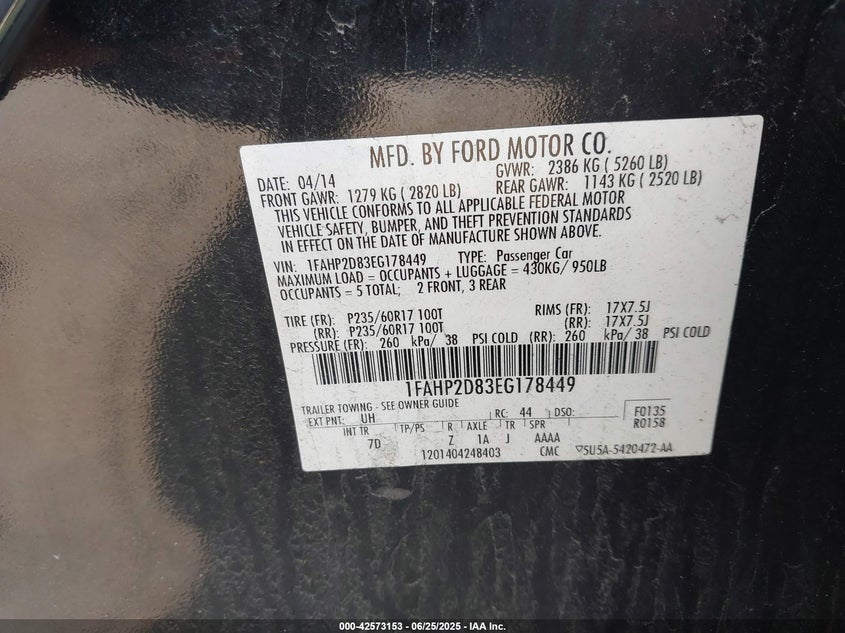 MFD. BY FORD MOTOR CO.
DATE: 04/14 GVWR: 2386 KG ( 5260 LB)
FRONT GAWR: 1279 KG ( 2820 LB) REAR GAWR: 1143 KG ( 2520 LB)
THIS VEHICLE CONFORMS TO ALL APPLICABLE FEDERAL MOTOR
VEHICLE SAFETY, BUMPER, AND THEFT PREVENTION STANDARDS
IN EFFECT ON THE DATE OF MANUFACTURE SHOWN ABOVE.
VIN: 1FAHP2D83EG178449 TYPE: Passenger Car
MAXIMUM LOAD = OCCUPANTS + LUGGAGE = 430KG/ 950LB
OCCUPANTS = 5 TOTAL; 2 FRONT, 3 REAR
TIRE (FR): P235/60R17 100T RIMS (FR): 17X7.5J
(RR): P235/60R17 100T (RR): 17X7.5J
PRESSURE (FR): 260 kPa/ 38 PSI COLD (RR): 260 kPa/ 38 PSI COLD
1FAHP2D83EG178449
TRAILER TOWING - SEE OWNER GUIDE
EXT PNT: UH RC: 44 DSO: F0135
R0158
INT TR TP/PS R AXLE TR SPR
7D Z 1A J AAAA
1201404248403 CMC ▽5U5A-5420472-AA
000-42573153 | 06/25/2025 - IAA Inc.